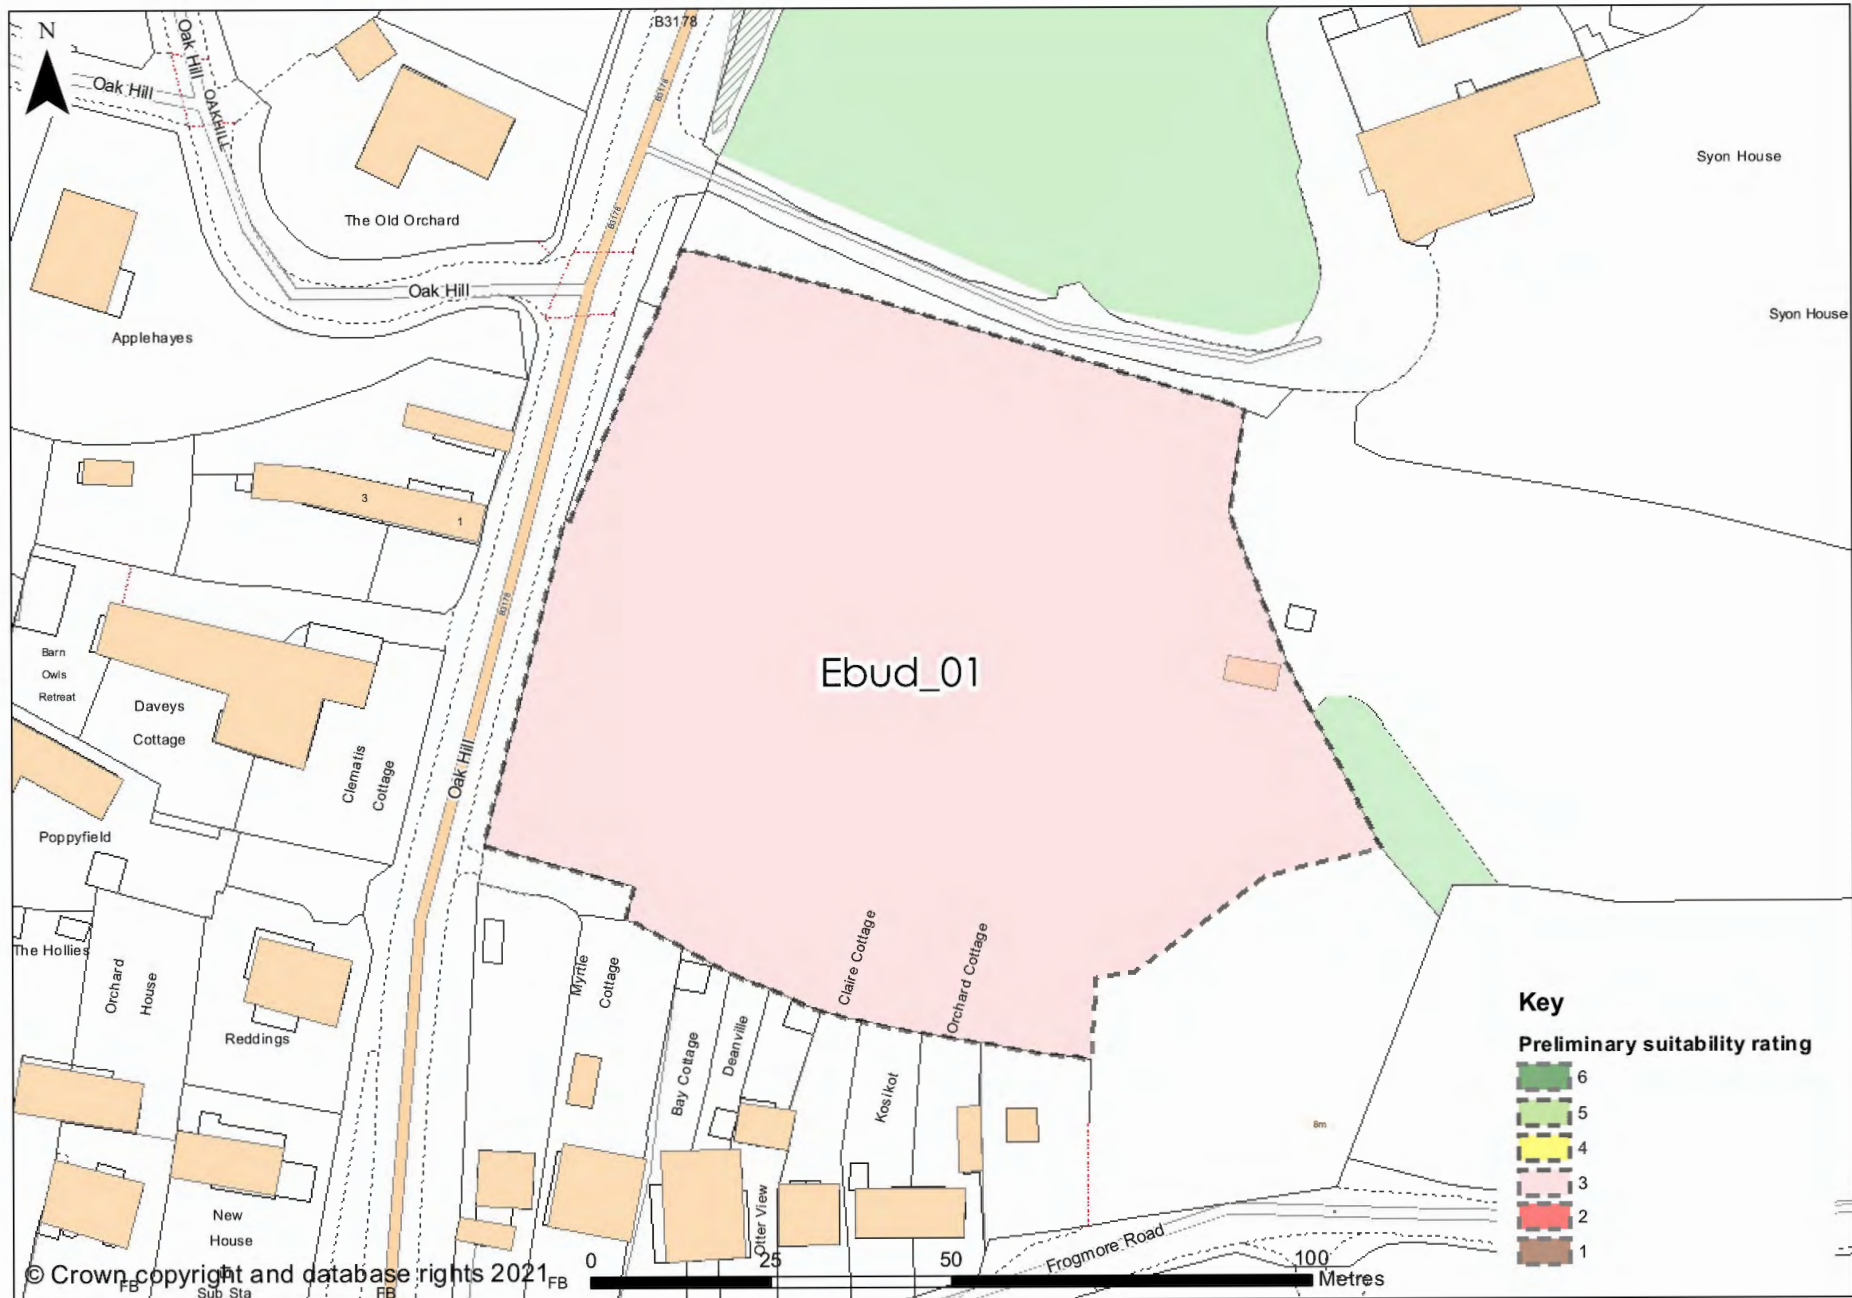 N
B3178
Oak Hill
Oak Hill
OAKHILL
B3178
Syon House
The Old Orchard
B3178
Oak Hill
Syon House
Applehayes
3
1
B3178
Barn
Owls
Retreat
Daveys
Cottage
Ebud_01
Clematis
Cottage
Oak Hill
Poppyfield
The Hollies
Orchard
House
Myrtle
Cottage
Claire Cottage
Orchard Cottage
Reddings
Bay Cottage
Deanville
Kosikot
Key
Preliminary suitability rating
6
5
4
3
2
1
8m
New
House
Otter View
Frogmore Road
0
25
50
100
Metres
© Crown copyright and database rights 2021
FB
Sub Sta
FB
FB